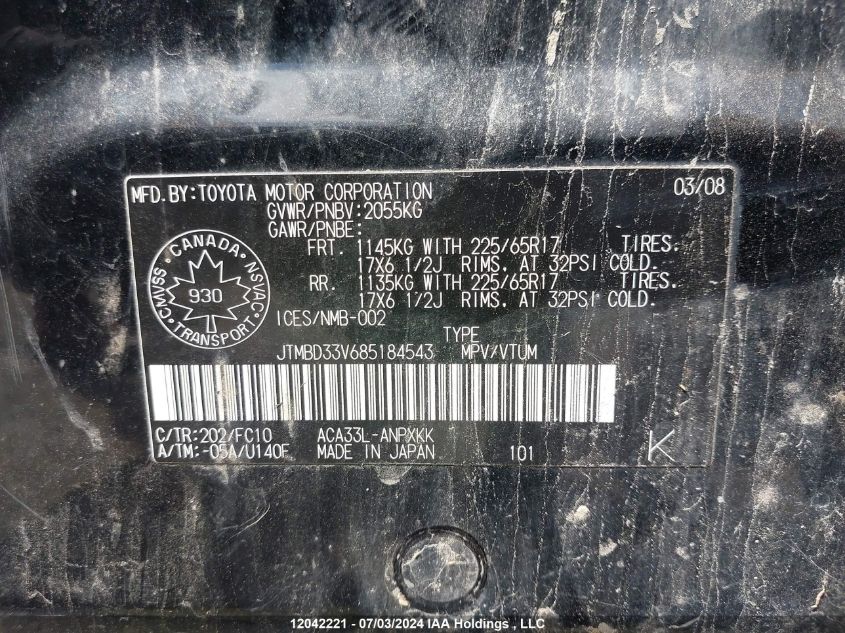 MFD.BY:TOYOTA MOTOR CORPORATION 03/08
GVWR/PNBV:2055KG
GAWR/PNBE:
FRT. 1145KG WITH 225/65R17 TIRES.
17X6 1/2J RIMS. AT 32PSI COLD.
RR. 1135KG WITH 225/65R17 TIRES.
17X6 1/2J RIMS. AT 32PSI COLD.
CANADA
CMVSS 930 NSVAC
TRANSPORT
ICES/NMB-002
TYPE
JTMBD33V685184543 MPV/VTUM
C/TR:202/FC10 ACA33L-ANPXKK
A/TM:-05A/U140F MADE IN JAPAN 101 K
12042221 - 07/03/2024 IAA Holdings , LLC